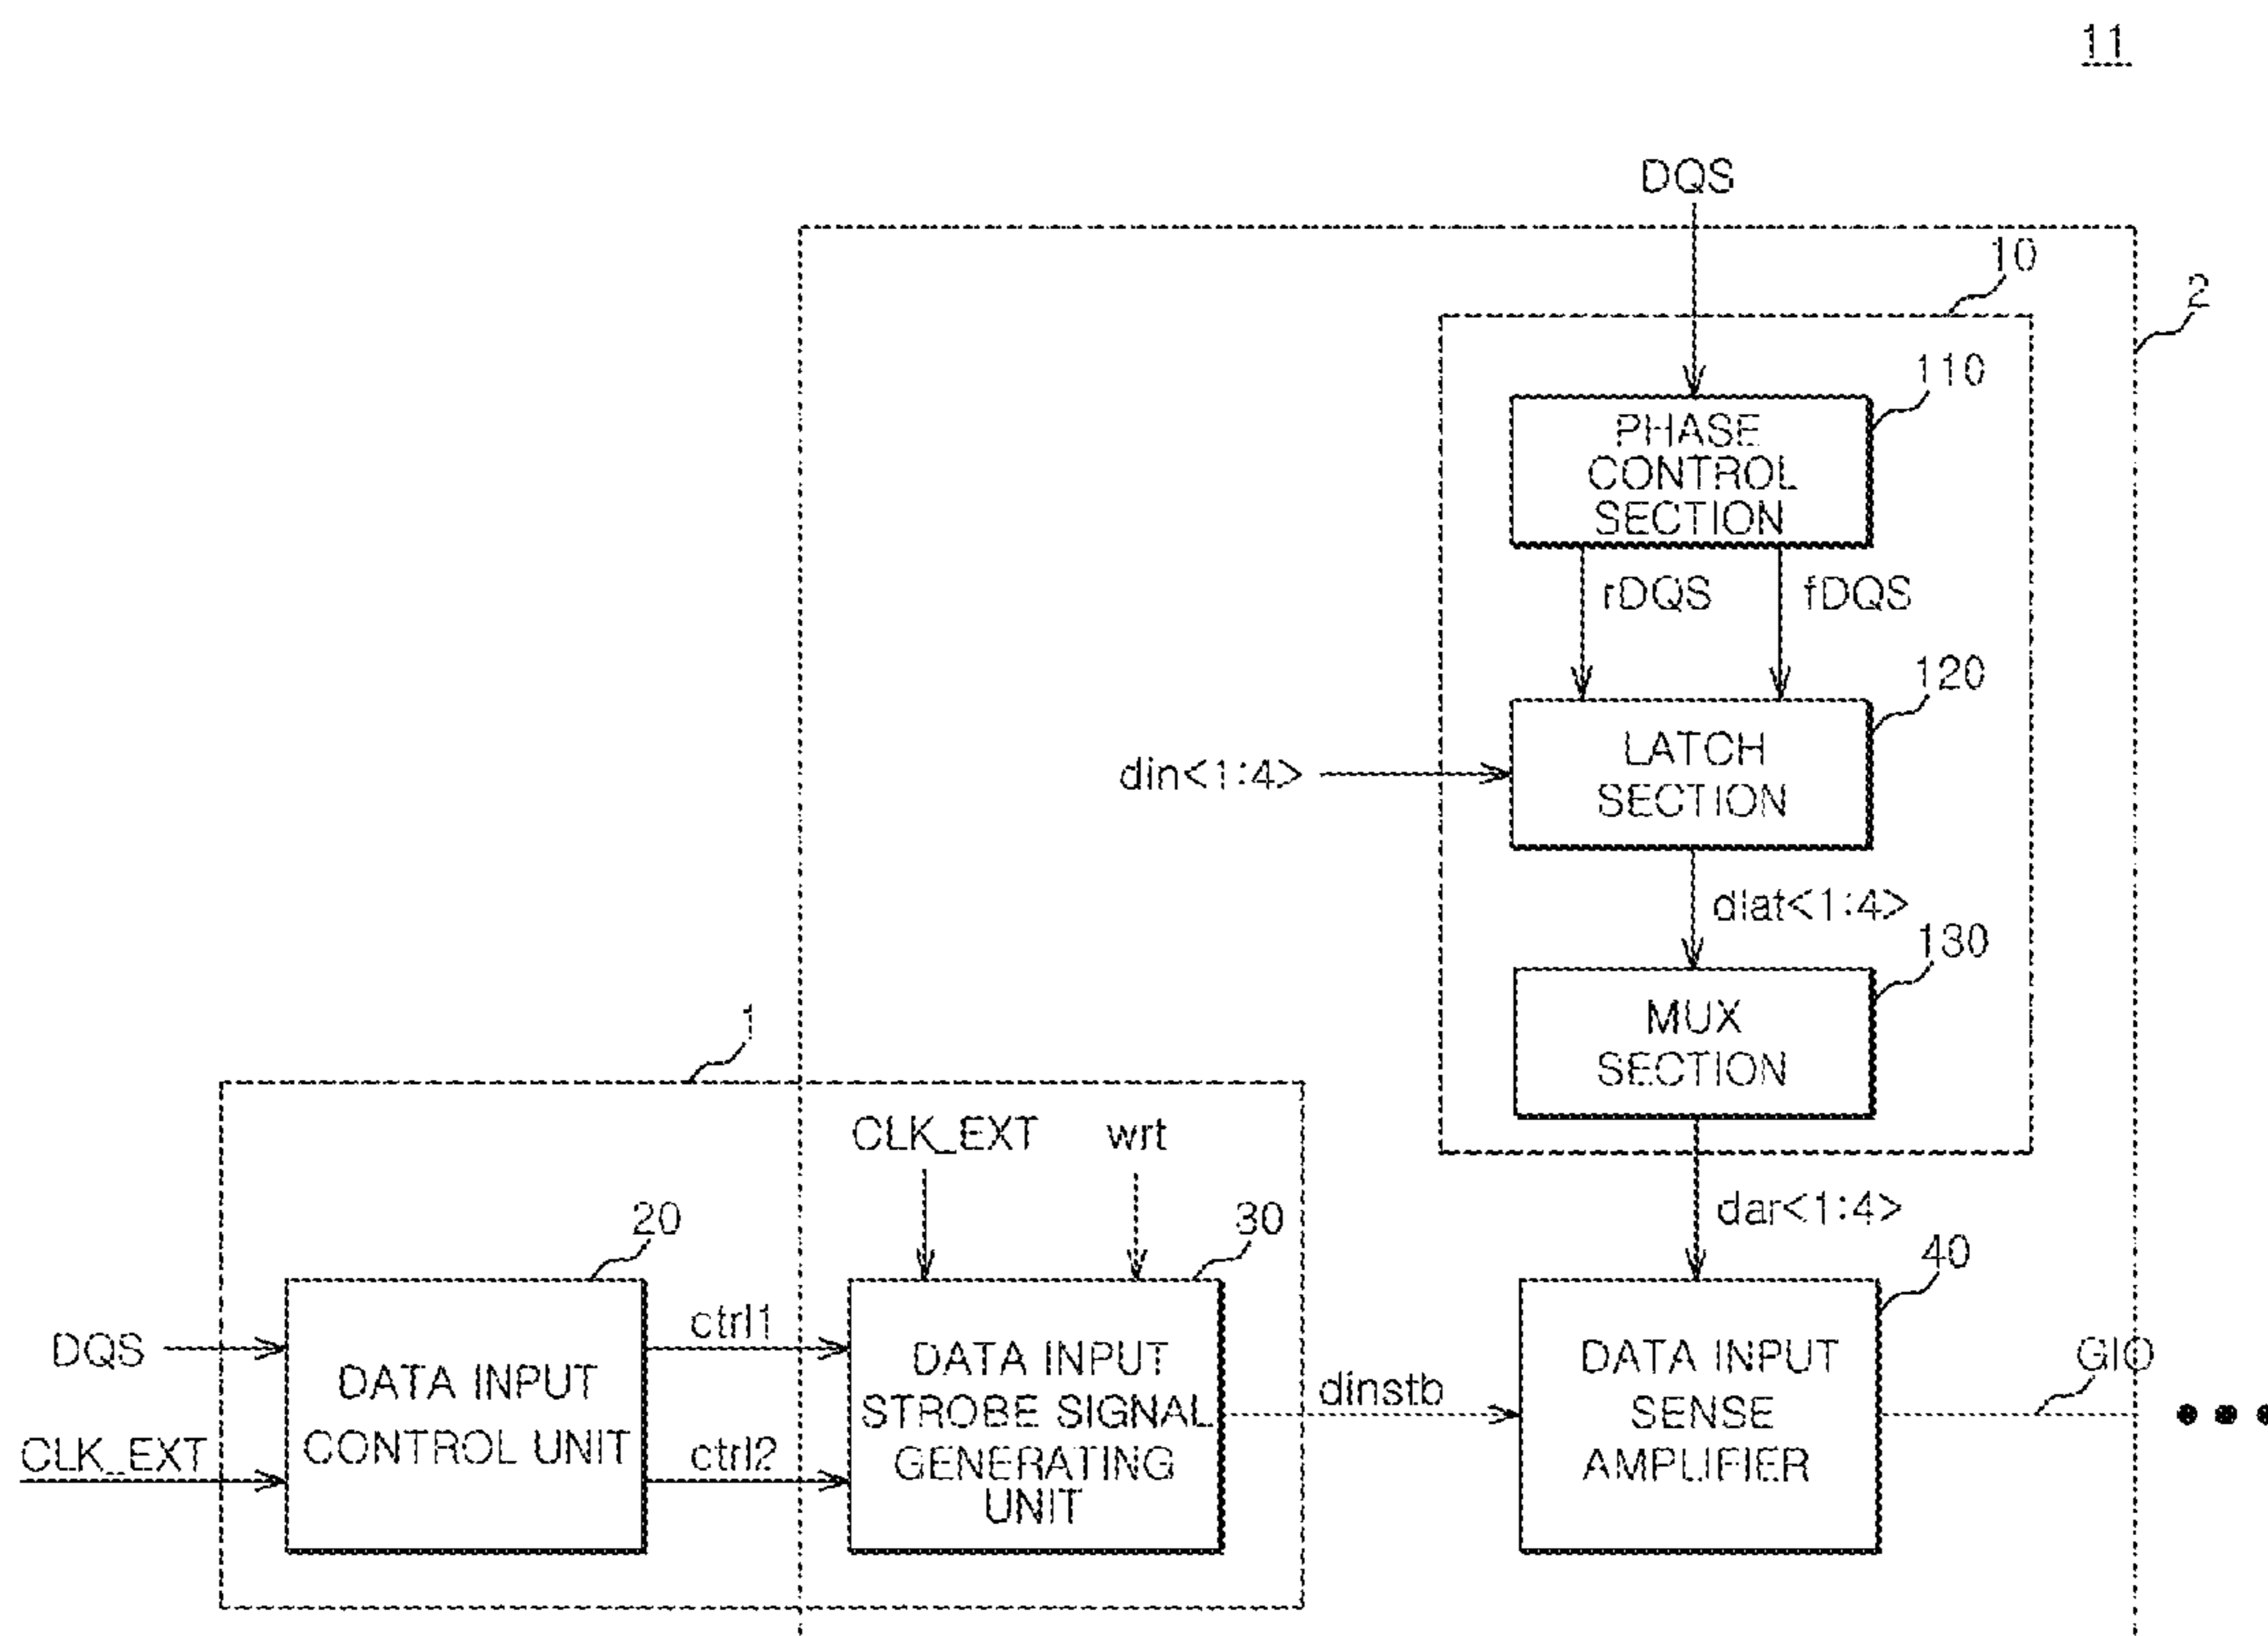 11
DQS
10
2
110
PHASE
CONTROL
SECTION
rDQS
fDQS
120
din<1:4>
LATCH
SECTION
dlat<1:4>
130
MUX
SECTION
1
CLK_EXT
wrt
dar<1:4>
20
30
40
DQS
CLK_EXT
DATA INPUT
CONTROL UNIT
ctrl1
ctrl2
DATA INPUT
STROBE SIGNAL
GENERATING
UNIT
dinstb
DATA INPUT
SENSE
AMPLIFIER
GIO